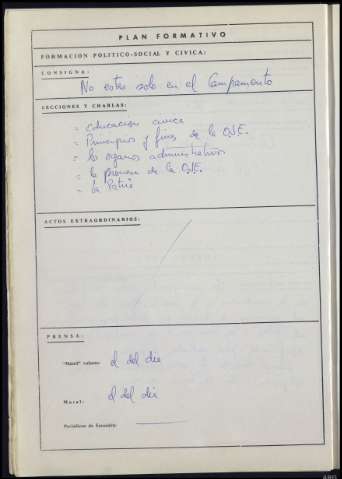 PLAN FORMATIVO
FORMACION POLITICO-SOCIAL Y CIVICA:
CONSIGNA:
No estás solo en el Campamento
LECCIONES Y CHARLAS:
= educación cívica
= Principios y fines de la OJE.
= los órganos administrativos
= la promesa de la OJE.
= La Patria
ACTOS EXTRAORDINARIOS:
PRENSA:
"Mástil" volante: el del día
Mural: el del día
Periódicos de Escuadra: